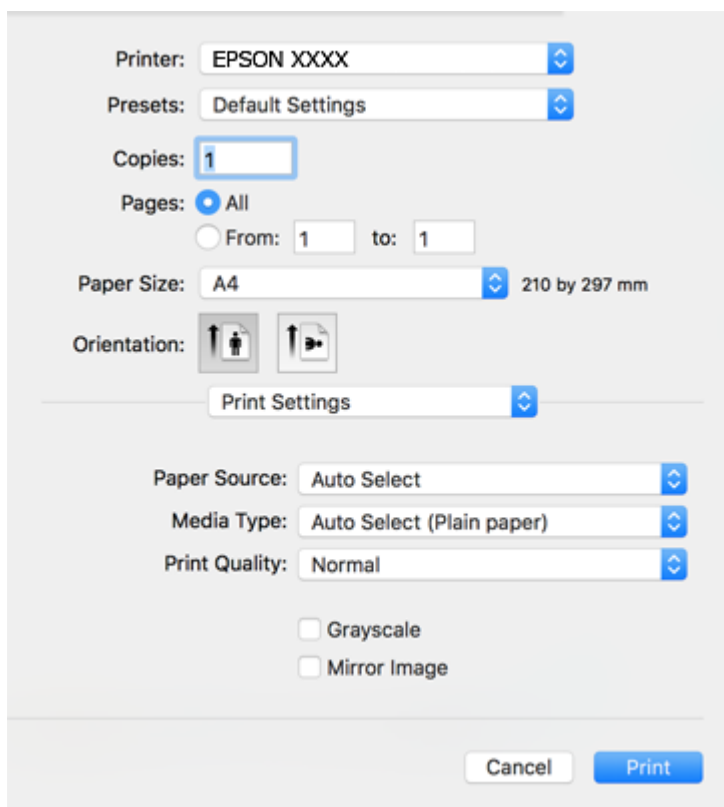 Printer: EPSON XXXX
Presets: Default Settings
Copies: 1
Pages: All
From: 1 to: 1
Paper Size: A4 210 by 297 mm
Orientation:
Print Settings
Paper Source: Auto Select
Media Type: Auto Select (Plain paper)
Print Quality: Normal
Grayscale
Mirror Image
Cancel Print